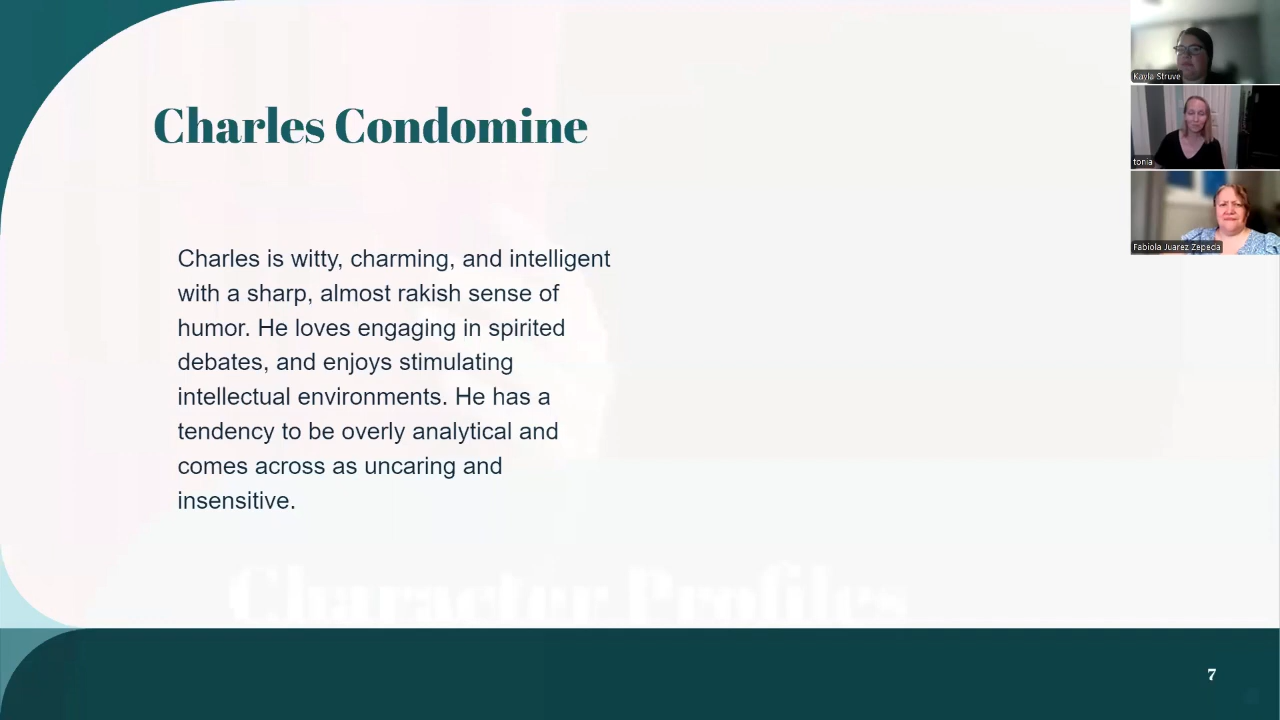 Charles Condomine
Charles is witty, charming, and intelligent
with a sharp, almost rakish sense of
humor. He loves engaging in spirited
debates, and enjoys stimulating
intellectual environments. He has a
tendency to be overly analytical and
comes across as uncaring and
insensitive.
Character Profiles
7
Kayla Struve
tonia
Fabiola Juarez Zepeda